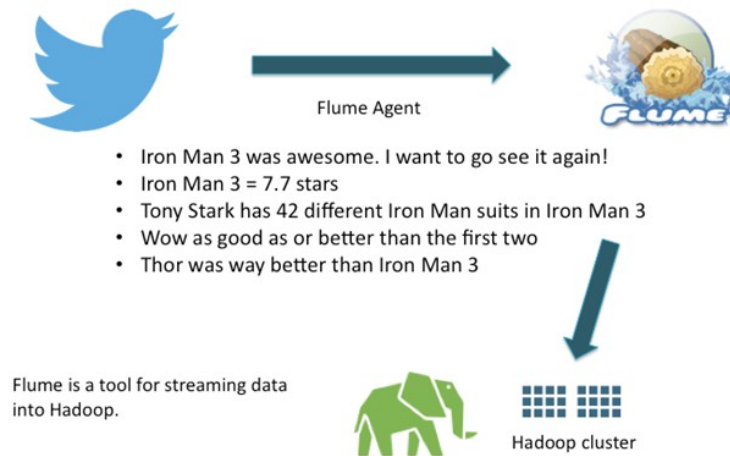 Flume Agent
FLUME
• Iron Man 3 was awesome. I want to go see it again!
• Iron Man 3 = 7.7 stars
• Tony Stark has 42 different Iron Man suits in Iron Man 3
• Wow as good as or better than the first two
• Thor was way better than Iron Man 3
Flume is a tool for streaming data
into Hadoop.
Hadoop cluster